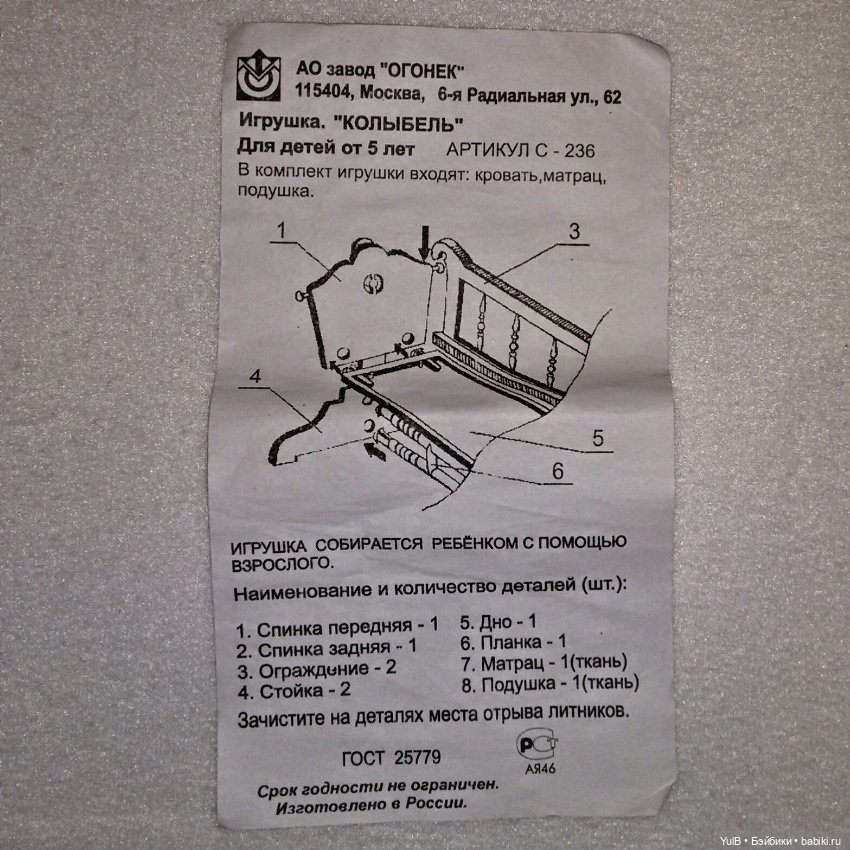 АО завод "ОГОНЕК"
115404, Москва, 6-я Радиальная ул., 62
Игрушка. "КОЛЫБЕЛЬ"
Для детей от 5 лет АРТИКУЛ С - 236
В комплект игрушки входят: кровать,матрац,
подушка.
1
3
4
5
6
ИГРУШКА СОБИРАЕТСЯ РЕБЁНКОМ С ПОМОЩЬЮ
ВЗРОСЛОГО.
Наименование и количество деталей (шт.):
1. Спинка передняя - 1
2. Спинка задняя - 1
3. Ограждение - 2
4. Стойка - 2
5. Дно - 1
6. Планка - 1
7. Матрац - 1(ткань)
8. Подушка - 1(ткань)
Зачистите на деталях места отрыва литников.
ГОСТ 25779
РСТ
АЯ46
Срок годности не ограничен.
Изготовлено в России.
YulB • Бэйбики • babiki.ru